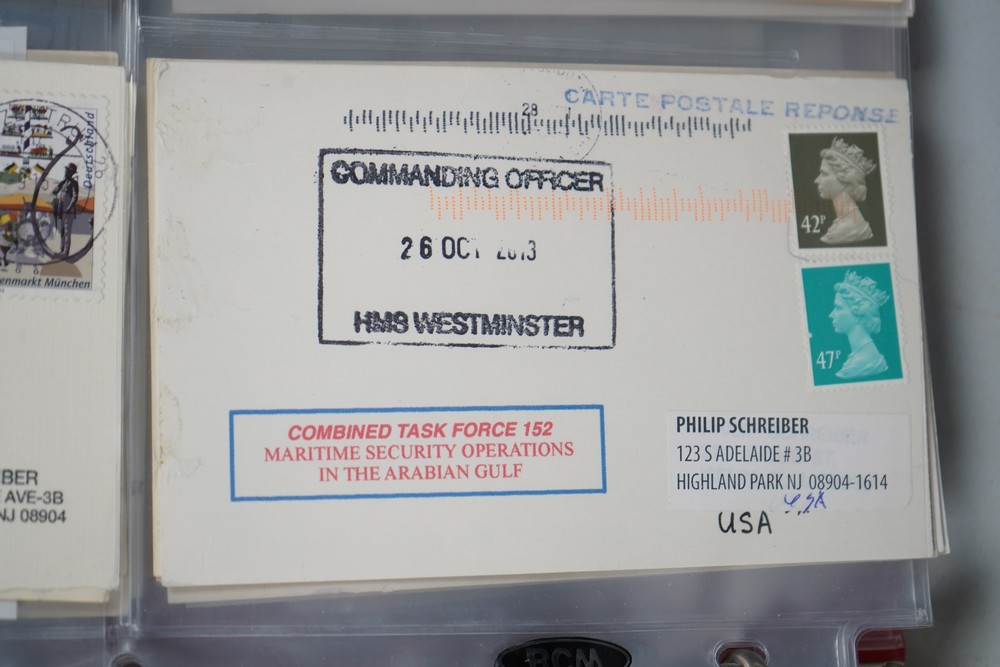 Deutschland
enmarkt München
BER
AVE-3B
NJ 08904
28
CARTE POSTALE REPONSE
COMMANDING OFFICER
26 OCT 2013
HMS WESTMINSTER
42P
47P
COMBINED TASK FORCE 152
MARITIME SECURITY OPERATIONS
IN THE ARABIAN GULF
PHILIP SCHREIBER
123 S ADELAIDE # 3B
HIGHLAND PARK NJ 08904-1614
USA
USA